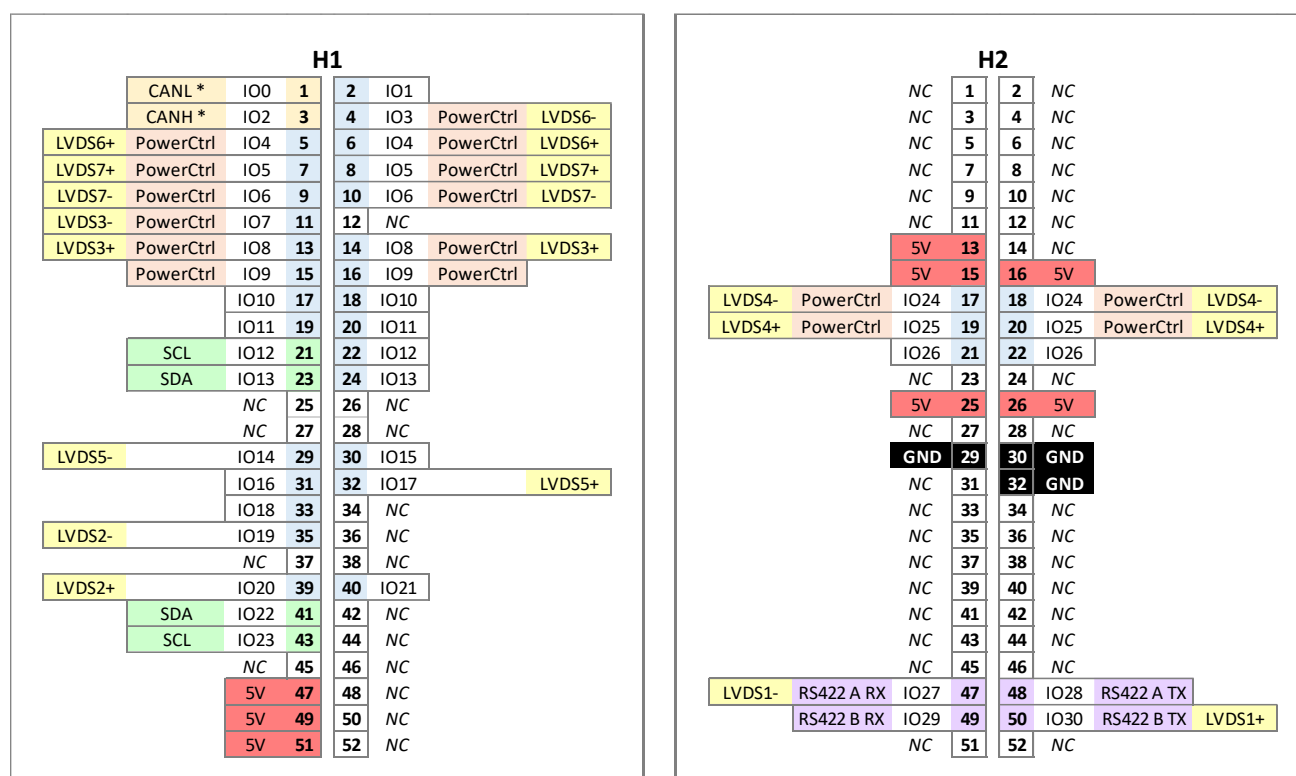 H1
CANL * IO0 1 2 IO1
CANH * IO2 3 4 IO3 PowerCtrl LVDS6-
LVDS6+ PowerCtrl IO4 5 6 IO4 PowerCtrl LVDS6+
LVDS7+ PowerCtrl IO5 7 8 IO5 PowerCtrl LVDS7+
LVDS7- PowerCtrl IO6 9 10 IO6 PowerCtrl LVDS7-
LVDS3- PowerCtrl IO7 11 12 NC
LVDS3+ PowerCtrl IO8 13 14 IO8 PowerCtrl LVDS3+
PowerCtrl IO9 15 16 IO9 PowerCtrl
IO10 17 18 IO10
IO11 19 20 IO11
SCL IO12 21 22 IO12
SDA IO13 23 24 IO13
NC 25 26 NC
NC 27 28 NC
LVDS5- IO14 29 30 IO15
IO16 31 32 IO17 LVDS5+
IO18 33 34 NC
LVDS2- IO19 35 36 NC
NC 37 38 NC
LVDS2+ IO20 39 40 IO21
SDA IO22 41 42 NC
SCL IO23 43 44 NC
NC 45 46 NC
5V 47 48 NC
5V 49 50 NC
5V 51 52 NC
H2
NC 1 2 NC
NC 3 4 NC
NC 5 6 NC
NC 7 8 NC
NC 9 10 NC
NC 11 12 NC
5V 13 14 NC
5V 15 16 5V
LVDS4- PowerCtrl IO24 17 18 IO24 PowerCtrl LVDS4-
LVDS4+ PowerCtrl IO25 19 20 IO25 PowerCtrl LVDS4+
IO26 21 22 IO26
NC 23 24 NC
5V 25 26 5V
NC 27 28 NC
GND 29 30 GND
NC 31 32 GND
NC 33 34 NC
NC 35 36 NC
NC 37 38 NC
NC 39 40 NC
NC 41 42 NC
NC 43 44 NC
NC 45 46 NC
LVDS1- RS422 A RX IO27 47 48 IO28 RS422 A TX
RS422 B RX IO29 49 50 IO30 RS422 B TX LVDS1+
NC 51 52 NC